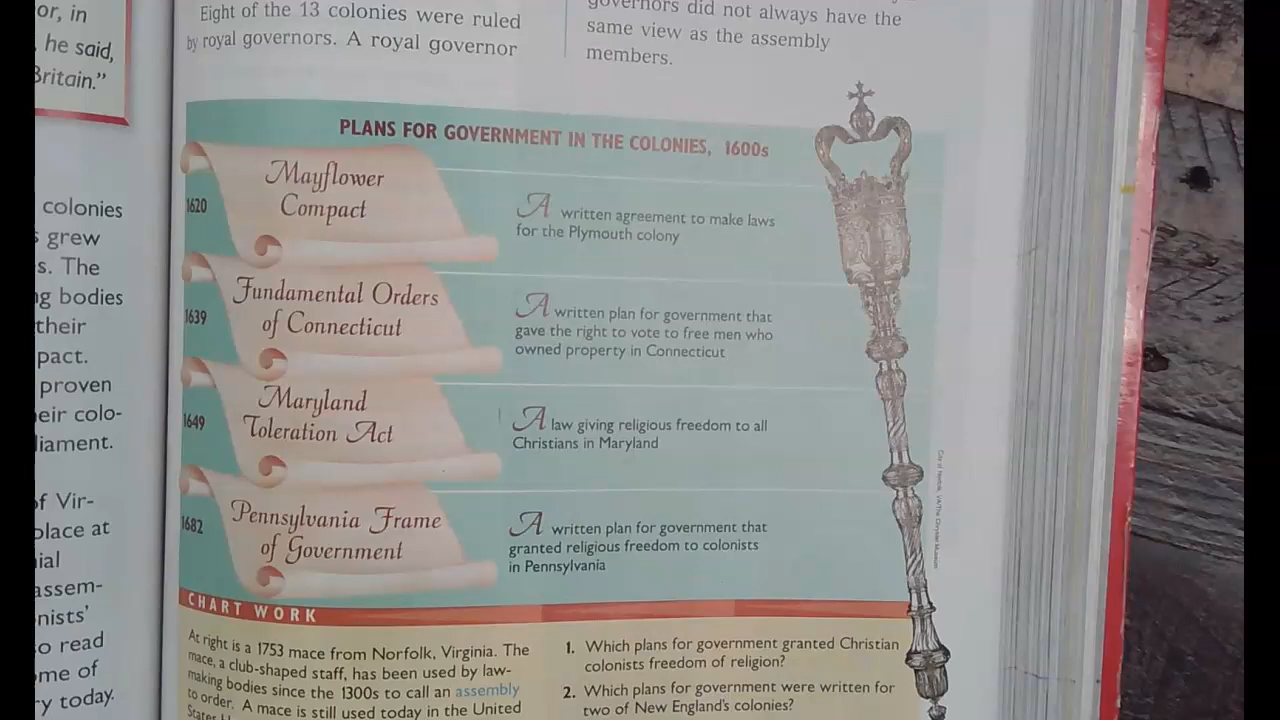 or, in
he said,
Britain.”
colonies
s grew
s. The
ng bodies
their
pact.
proven
eir colo-
liament.
of Vir-
place at
nial
assem-
nists’
o read
me of
y today.
Eight of the 13 colonies were ruled
by royal governors. A royal governor
governors did not always have the
same view as the assembly
members.
PLANS FOR GOVERNMENT IN THE COLONIES, 1600s
1620
Mayflower
Compact
A written agreement to make laws
for the Plymouth colony
1639
Fundamental Orders
of Connecticut
A written plan for government that
gave the right to vote to free men who
owned property in Connecticut
1649
Maryland
Toleration Act
A law giving religious freedom to all
Christians in Maryland
1682
Pennsylvania Frame
of Government
A written plan for government that
granted religious freedom to colonists
in Pennsylvania
CHART WORK
At right is a 1753 mace from Norfolk, Virginia. The
mace, a club-shaped staff, has been used by law-
making bodies since the 1300s to call an assembly
to order. A mace is still used today in the United
States
1. Which plans for government granted Christian
colonists freedom of religion?
2. Which plans for government were written for
two of New England's colonies?